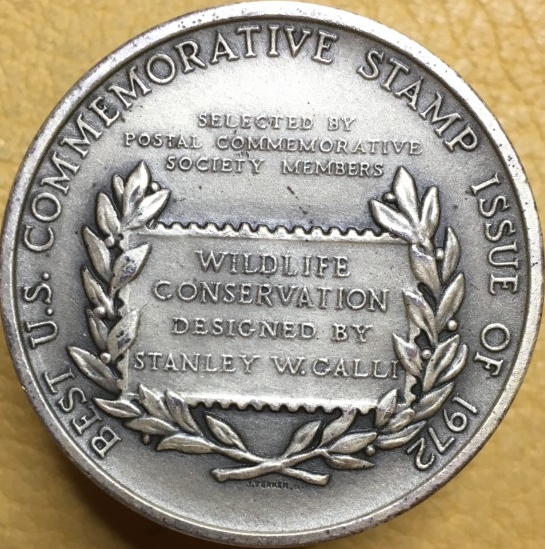 BEST U.S. COMMEMORATIVE STAMP ISSUE OF 1972
SELECTED BY
POSTAL COMMEMORATIVE
SOCIETY MEMBERS
WILDLIFE
CONSERVATION
DESIGNED BY
STANLEY W. GALLI